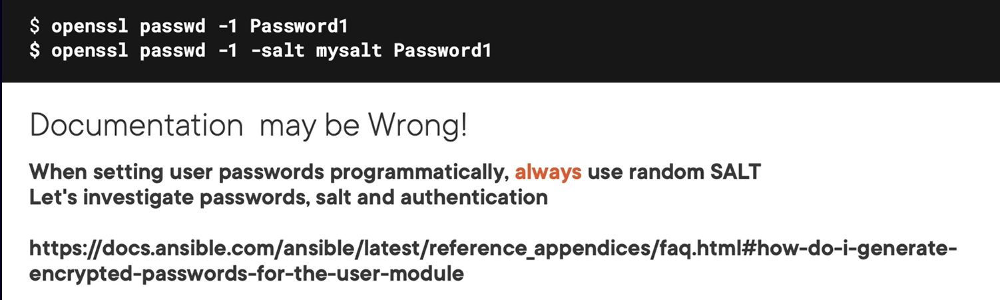 $ openssl passwd -1 Password1
$ openssl passwd -1 -salt mysalt Password1
Documentation may be Wrong!
When setting user passwords programmatically, always use random SALT
Let's investigate passwords, salt and authentication
https://docs.ansible.com/ansible/latest/reference_appendices/faq.html#how-do-i-generate-
encrypted-passwords-for-the-user-module